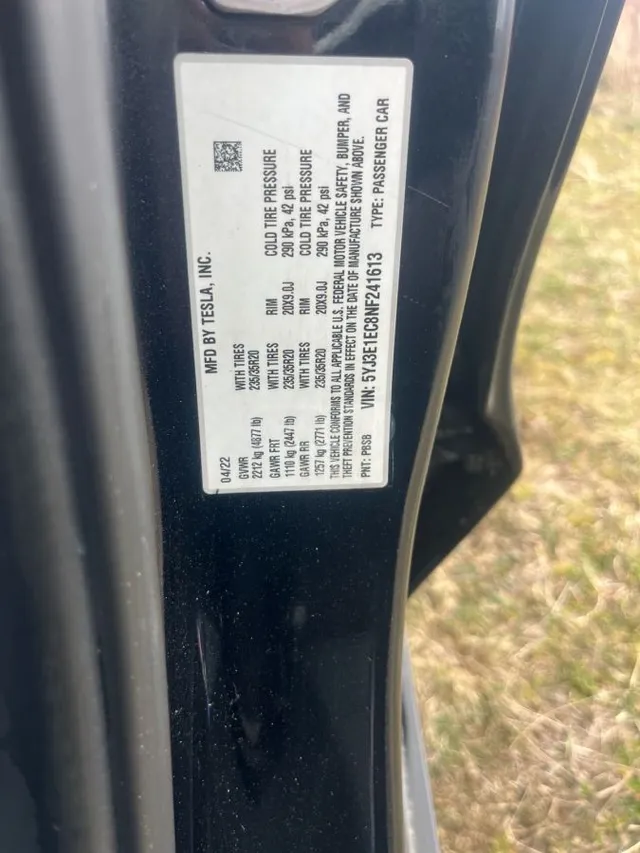 MFD BY TESLA, INC.
04/22
GVWR WITH TIRES
2212 kg (4877 lb) 235/35R20
GAWR FRT WITH TIRES RIM COLD TIRE PRESSURE
1110 kg (2447 lb) 235/35R20 20X9.0J 290 kPa, 42 psi
GAWR RR RIM COLD TIRE PRESSURE
1257 kg (2771 lb) 235/35R20 20X9.0J 290 kPa, 42 psi
THIS VEHICLE CONFORMS TO ALL APPLICABLE U.S. FEDERAL MOTOR VEHICLE SAFETY, BUMPER, AND
THEFT PREVENTION STANDARDS IN EFFECT ON THE DATE OF MANUFACTURE SHOWN ABOVE.
PNT: PBSB VIN: 5YJ3E1EC8NF241613 TYPE: PASSENGER CAR